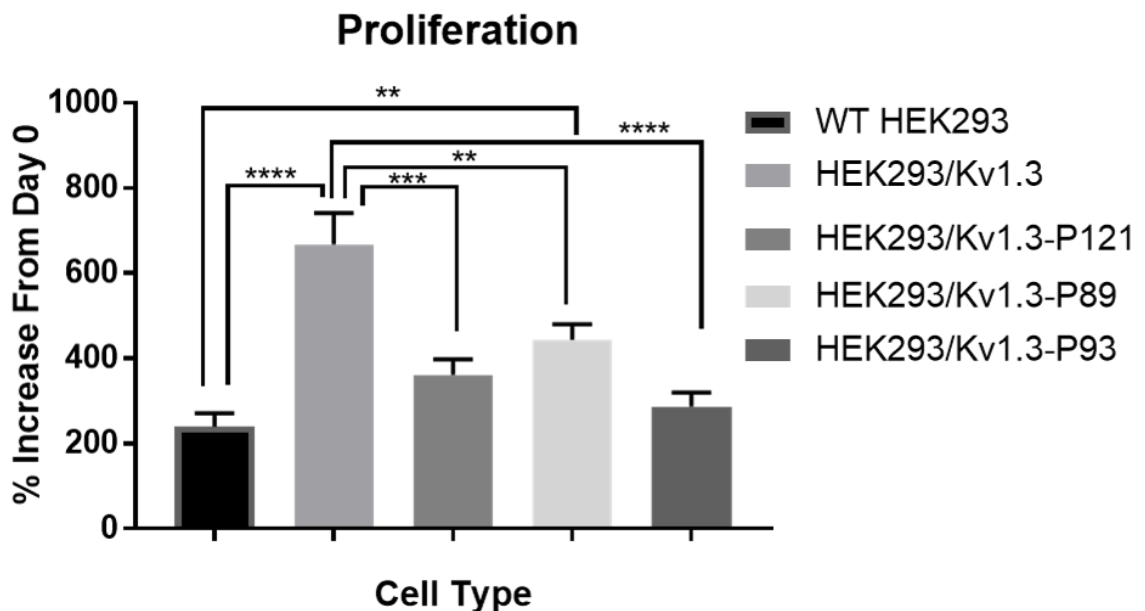 Proliferation
% Increase From Day 0
1000
800
600
400
200
0
**
****
****
**
***
Cell Type
WT HEK293
HEK293/Kv1.3
HEK293/Kv1.3-P121
HEK293/Kv1.3-P89
HEK293/Kv1.3-P93